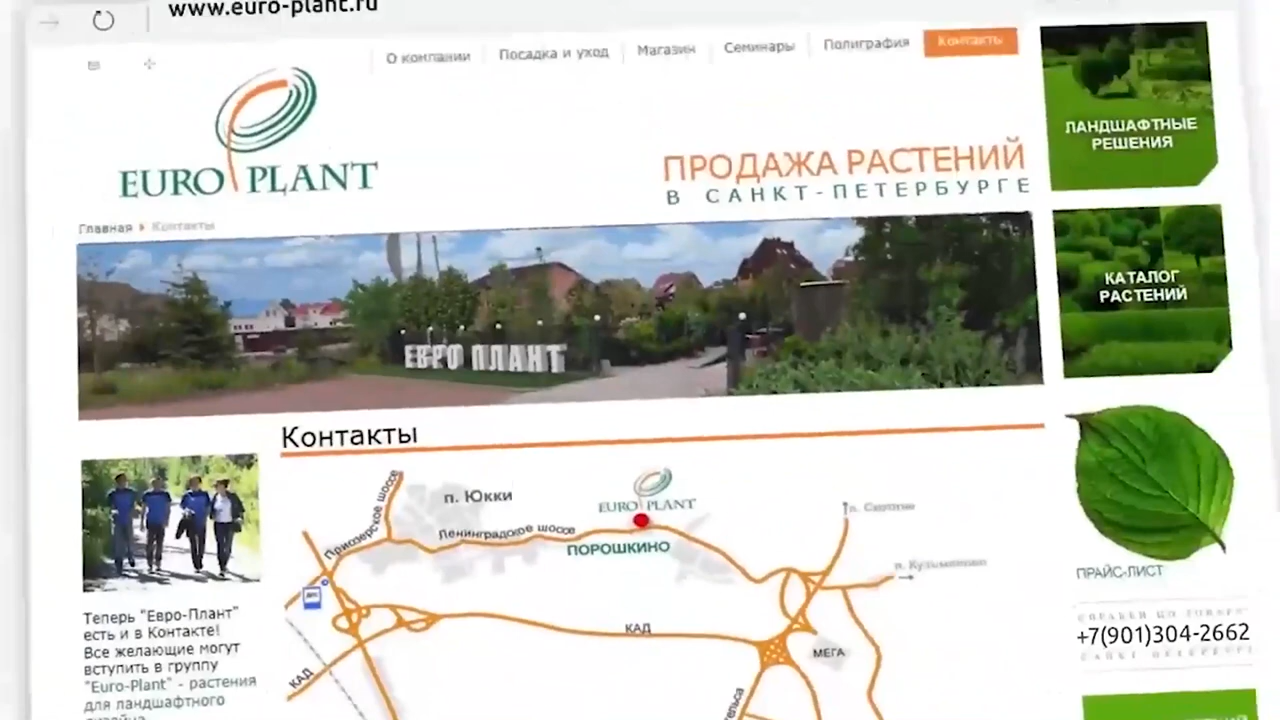 www.euro-plant.ru
О компании
Посадка и уход
Магазин
Семинары
Полиграфия
Контакты
EURO PLANT
ПРОДАЖА РАСТЕНИЙ
В САНКТ-ПЕТЕРБУРГЕ
ЛАНДШАФТНЫЕ
РЕШЕНИЯ
Главная
Контакты
КАТАЛОГ
РАСТЕНИЙ
ЕВРО ПЛАНТ
Контакты
Приозерское шоссе
п. Юкки
Ленинградское шоссе
EURO PLANT
ПОРОШКИНО
КАД
КАД
МЕГА
ПРАЙС-ЛИСТ
+7(901)304-2662
Теперь "Евро-Плант"
есть и в Контакте!
Все желающие могут
вступить в группу
"Euro-Plant" - растения
для ландшафтного